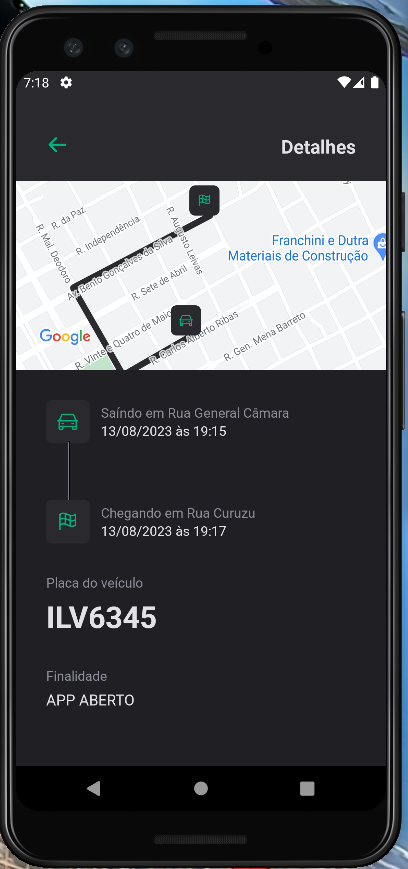 7:18
Detalhes
R. da Paz
R. Independência
R. Mal. Deodoro
R. Augusto Leivas
Av. Bento Gonçalves da Silva
R. Sete de Abril
Franchini e Dutra
Materiais de Construção
Google
R. Vinte e Quatro de Maio
R. Carlos Alberto Ribas
R. Gen. Mena Barreto
Saíndo em Rua General Câmara
13/08/2023 às 19:15
Chegando em Rua Curuzu
13/08/2023 às 19:17
Placa do veículo
ILV6345
Finalidade
APP ABERTO